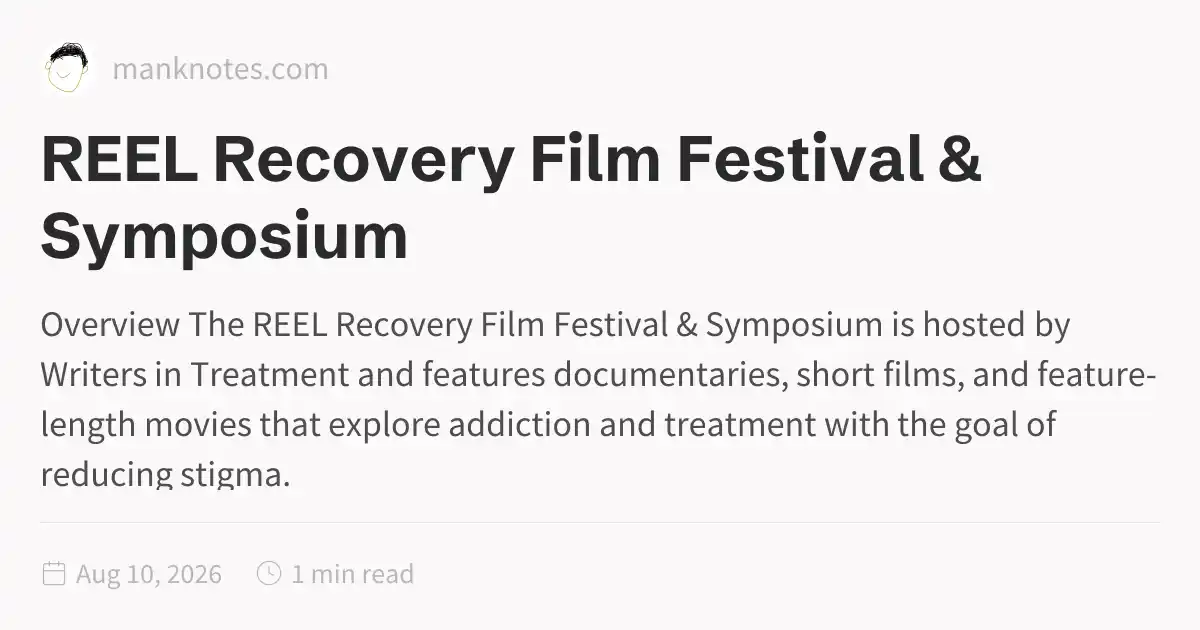 manknotes.com
REEL Recovery Film Festival &
Symposium
Overview The REEL Recovery Film Festival & Symposium is hosted by
Writers in Treatment and features documentaries, short films, and feature-
length movies that explore addiction and treatment with the goal of
reducing stigma.
Aug 10, 2026 1 min read